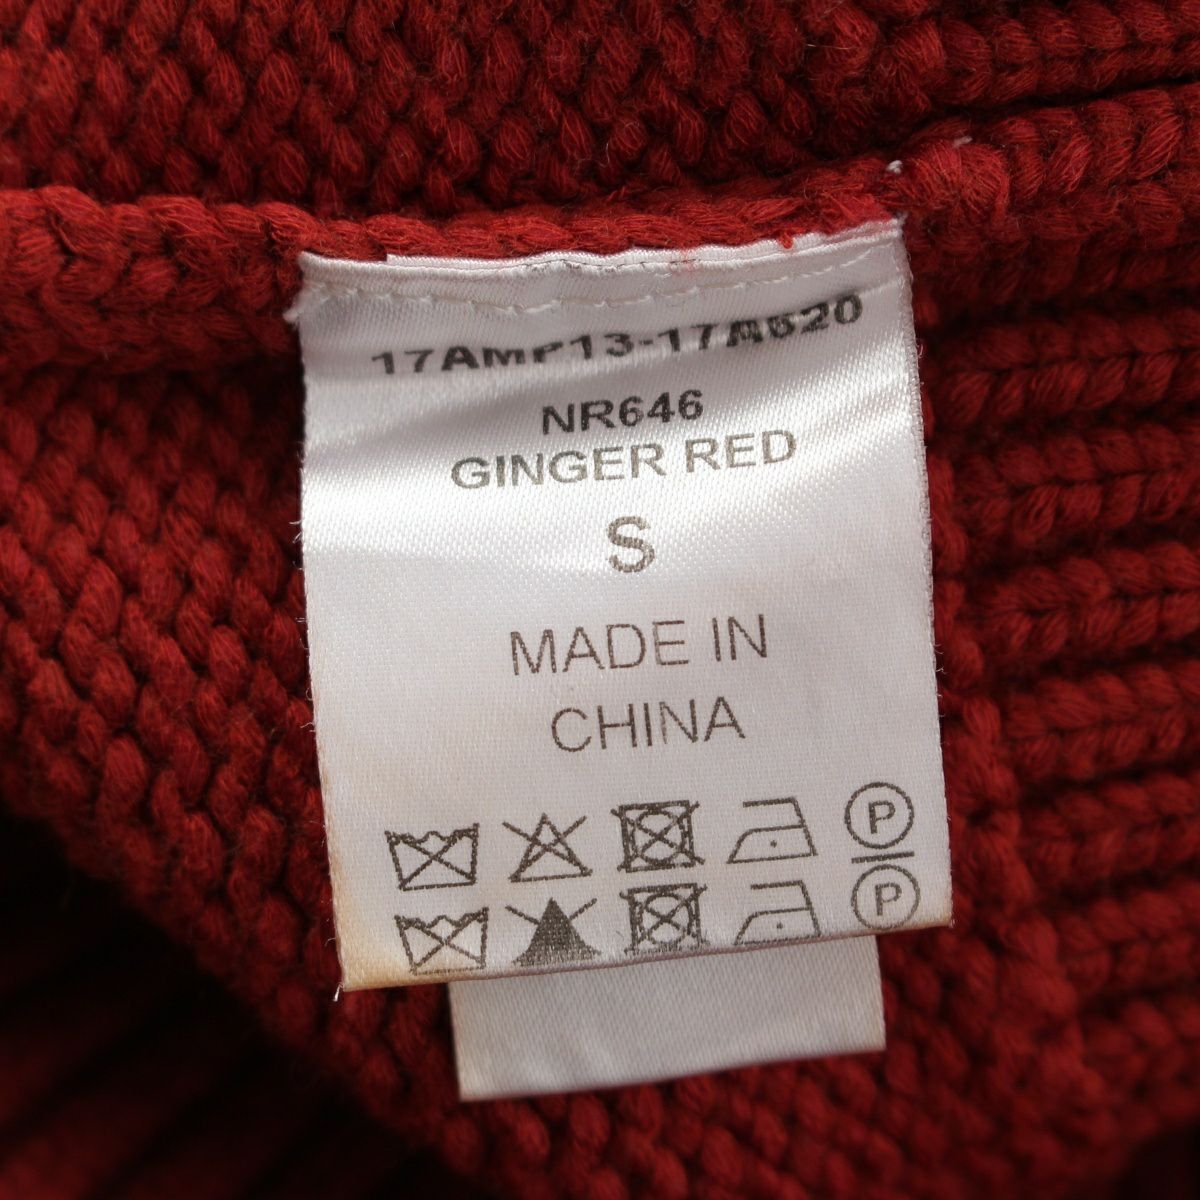 17AMP13-17A620
NR646
GINGER RED
S
MADE IN
CHINA
P
P